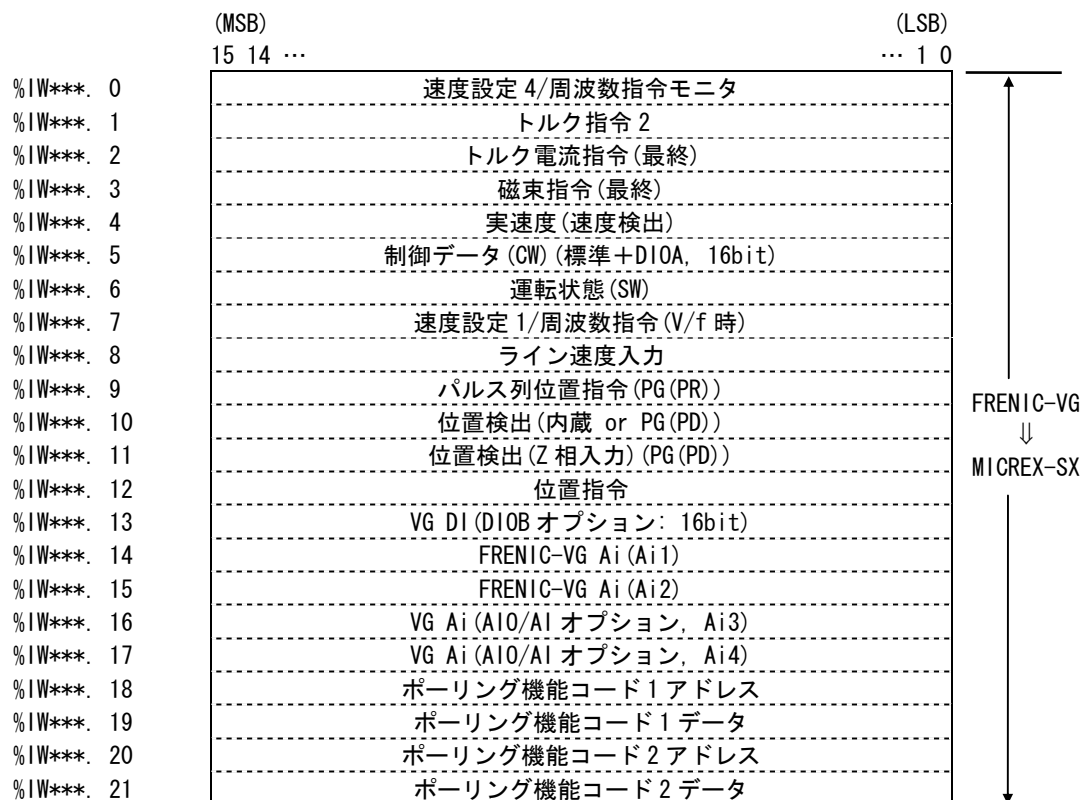 (MSB) (LSB)
15 14 … … 1 0
%IW***. 0 速度設定 4/周波数指令モニタ
%IW***. 1 トルク指令 2
%IW***. 2 トルク電流指令(最終)
%IW***. 3 磁束指令(最終)
%IW***. 4 実速度(速度検出)
%IW***. 5 制御データ(CW)(標準+DIOA, 16bit)
%IW***. 6 運転状態(SW)
%IW***. 7 速度設定 1/周波数指令(V/f 時)
%IW***. 8 ライン速度入力
%IW***. 9 パルス列位置指令(PG(PR))
%IW***. 10 位置検出(内蔵 or PG(PD))
%IW***. 11 位置検出(Z 相入力)(PG(PD))
%IW***. 12 位置指令
%IW***. 13 VG DI(DIOB オプション: 16bit)
%IW***. 14 FRENIC-VG Ai(Ai1)
%IW***. 15 FRENIC-VG Ai(Ai2)
%IW***. 16 VG Ai(AIO/AI オプション, Ai3)
%IW***. 17 VG Ai(AIO/AI オプション, Ai4)
%IW***. 18 ポーリング機能コード 1 アドレス
%IW***. 19 ポーリング機能コード 1 データ
%IW***. 20 ポーリング機能コード 2 アドレス
%IW***. 21 ポーリング機能コード 2 データ
FRENIC-VG
⇓
MICREX-SX